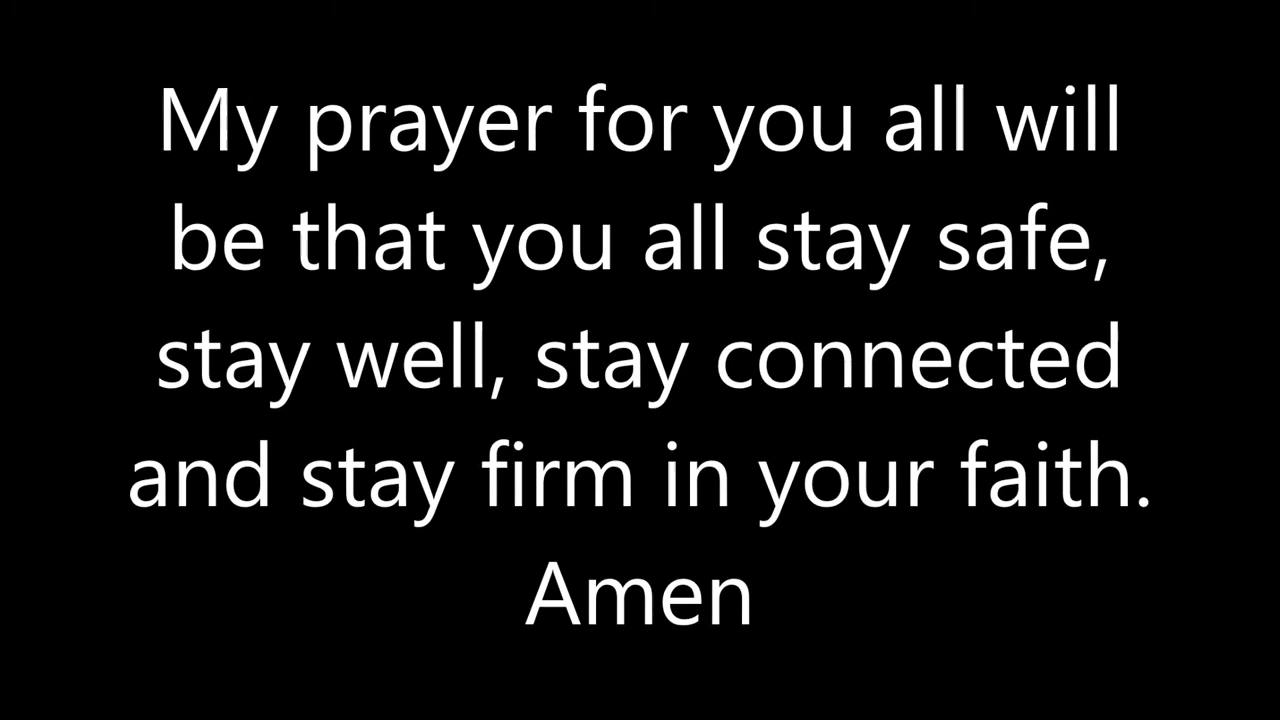 My prayer for you all will
be that you all stay safe,
stay well, stay connected
and stay firm in your faith.
Amen